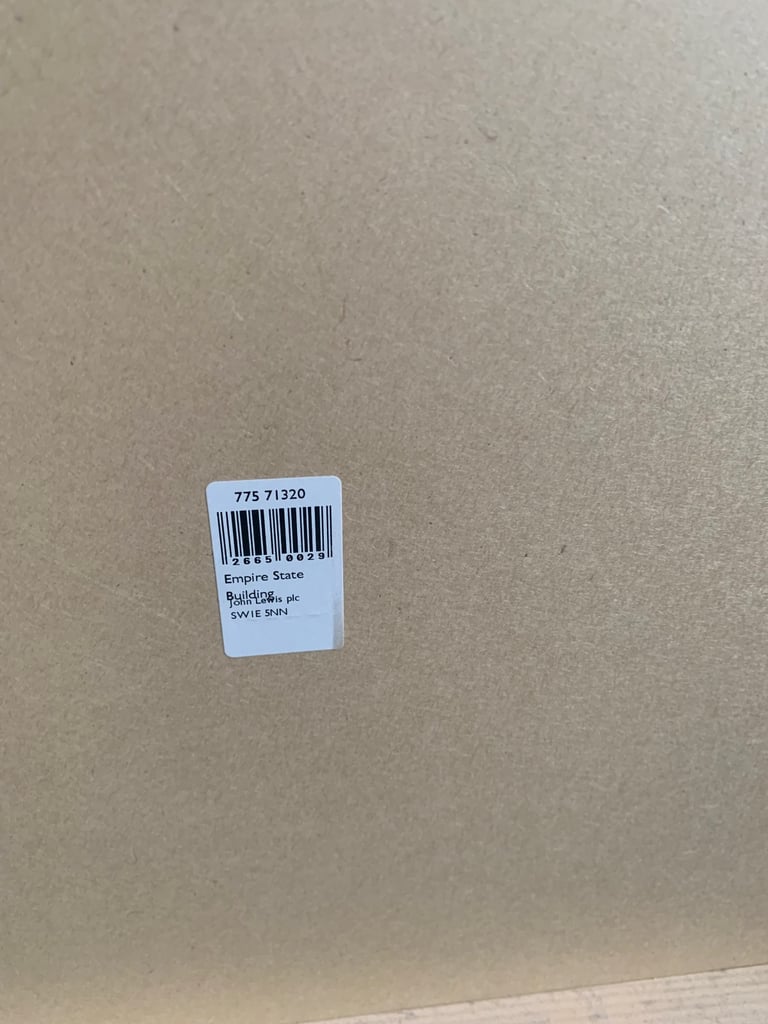 775 71320
2665 0029
Empire State
Building
John Lewis plc
SW1E 5NN